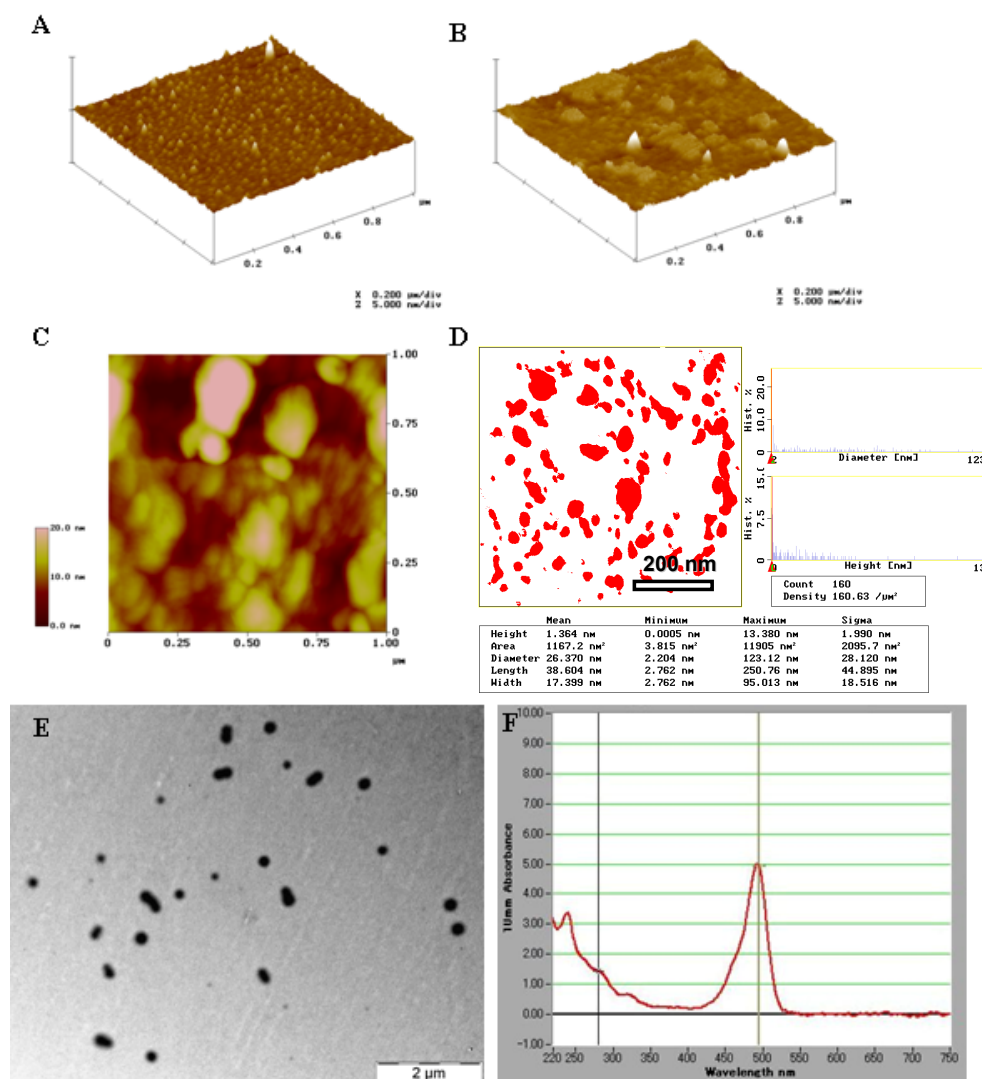 A
µm
0.8
0.6
0.4
0.2
X 0.200 µm/div
Z 5.000 nm/div
B
µm
0.8
0.6
0.4
0.2
X 0.200 µm/div
Z 5.000 nm/div
C
1.00
0.75
0.50
0.25
0
20.0 nm
10.0 nm
0.0 nm
0 0.25 0.50 0.75 1.00
µm
D
200 nm
Hist. %
20.0
10.0
0
2 Diameter [nm] 123
Hist. %
15.0
7.5
0
0 Height [nm] 13
Count 160
Density 160.63 /µm²
Mean Minimum Maximum Sigma
Height 1.364 nm 0.0005 nm 13.380 nm 1.990 nm
Area 1167.2 nm² 3.815 nm² 11905 nm² 2095.7 nm²
Diameter 26.370 nm 2.204 nm 123.12 nm 28.120 nm
Length 38.604 nm 2.762 nm 250.76 nm 44.895 nm
Width 17.399 nm 2.762 nm 95.013 nm 18.516 nm
E
2 µm
F
10mm Absorbance
10.00
9.00
8.00
7.00
6.00
5.00
4.00
3.00
2.00
1.00
0.00
-1.00
220 250 300 350 400 450 500 550 600 650 700 750
Wavelength nm